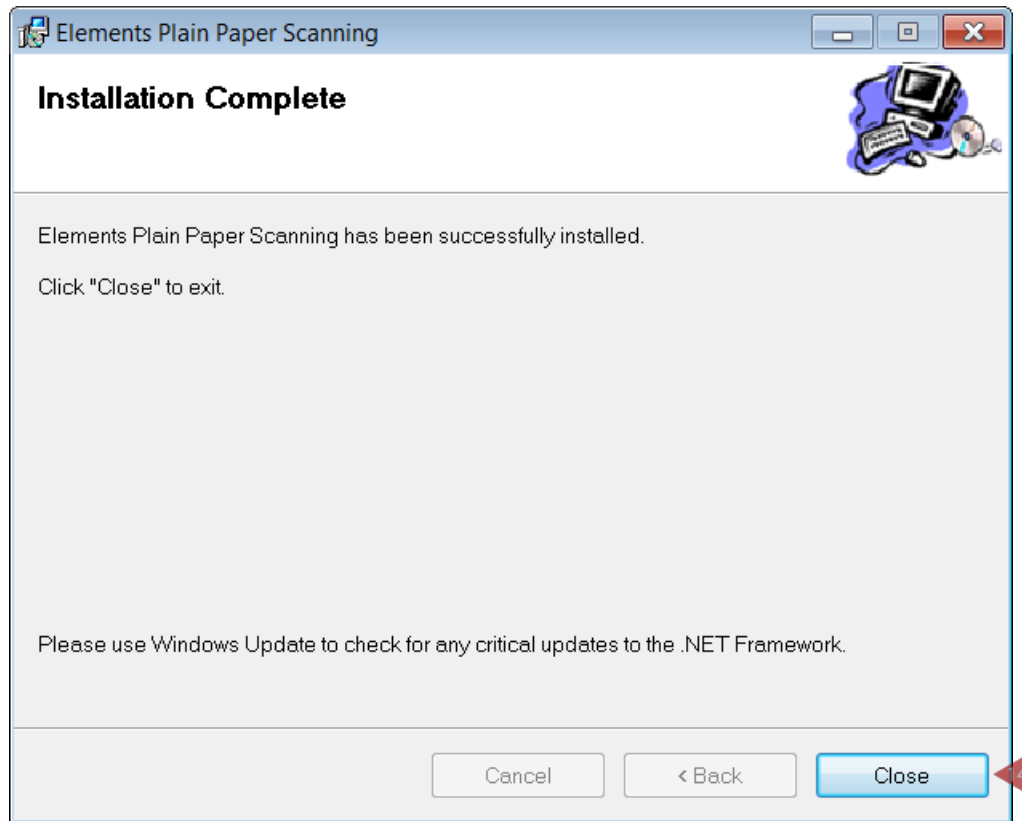 Elements Plain Paper Scanning
Installation Complete
Elements Plain Paper Scanning has been successfully installed.
Click "Close" to exit.
Please use Windows Update to check for any critical updates to the .NET Framework.
Cancel
< Back
Close